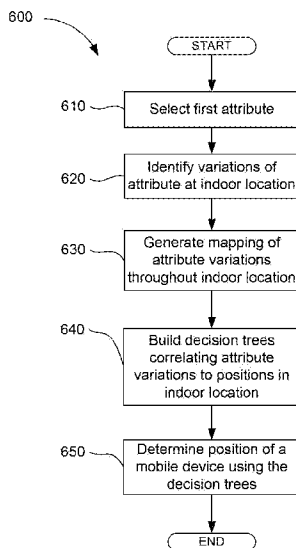 600
START
610
Select first attribute
620
Identify variations of
attribute at indoor location
630
Generate mapping of
attribute variations
throughout indoor location
640
Build decision trees
correlating attribute
variations to positions in
indoor location
650
Determine position of a
mobile device using the
decision trees
END